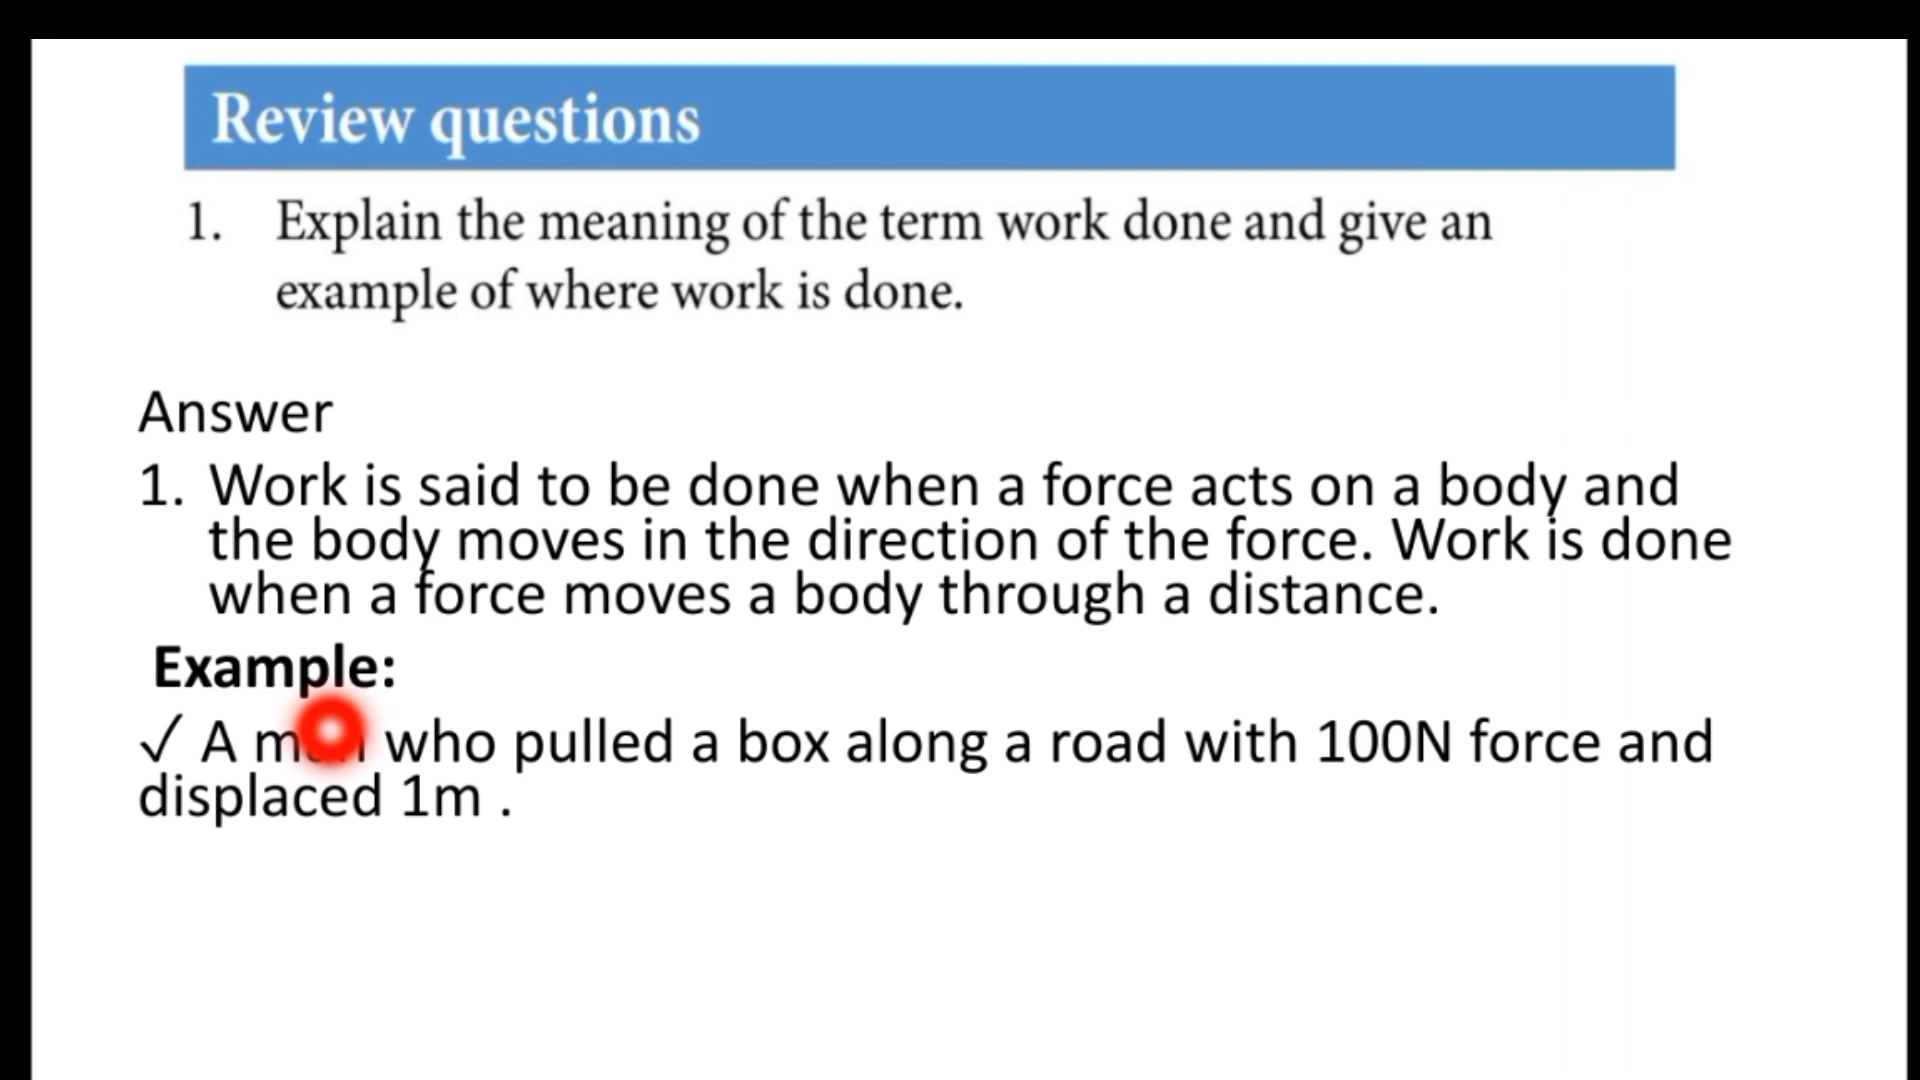 Review questions
1. Explain the meaning of the term work done and give an
example of where work is done.
Answer
1. Work is said to be done when a force acts on a body and
the body moves in the direction of the force. Work is done
when a force moves a body through a distance.
Example:
✓ A man who pulled a box along a road with 100N force and
displaced 1m .